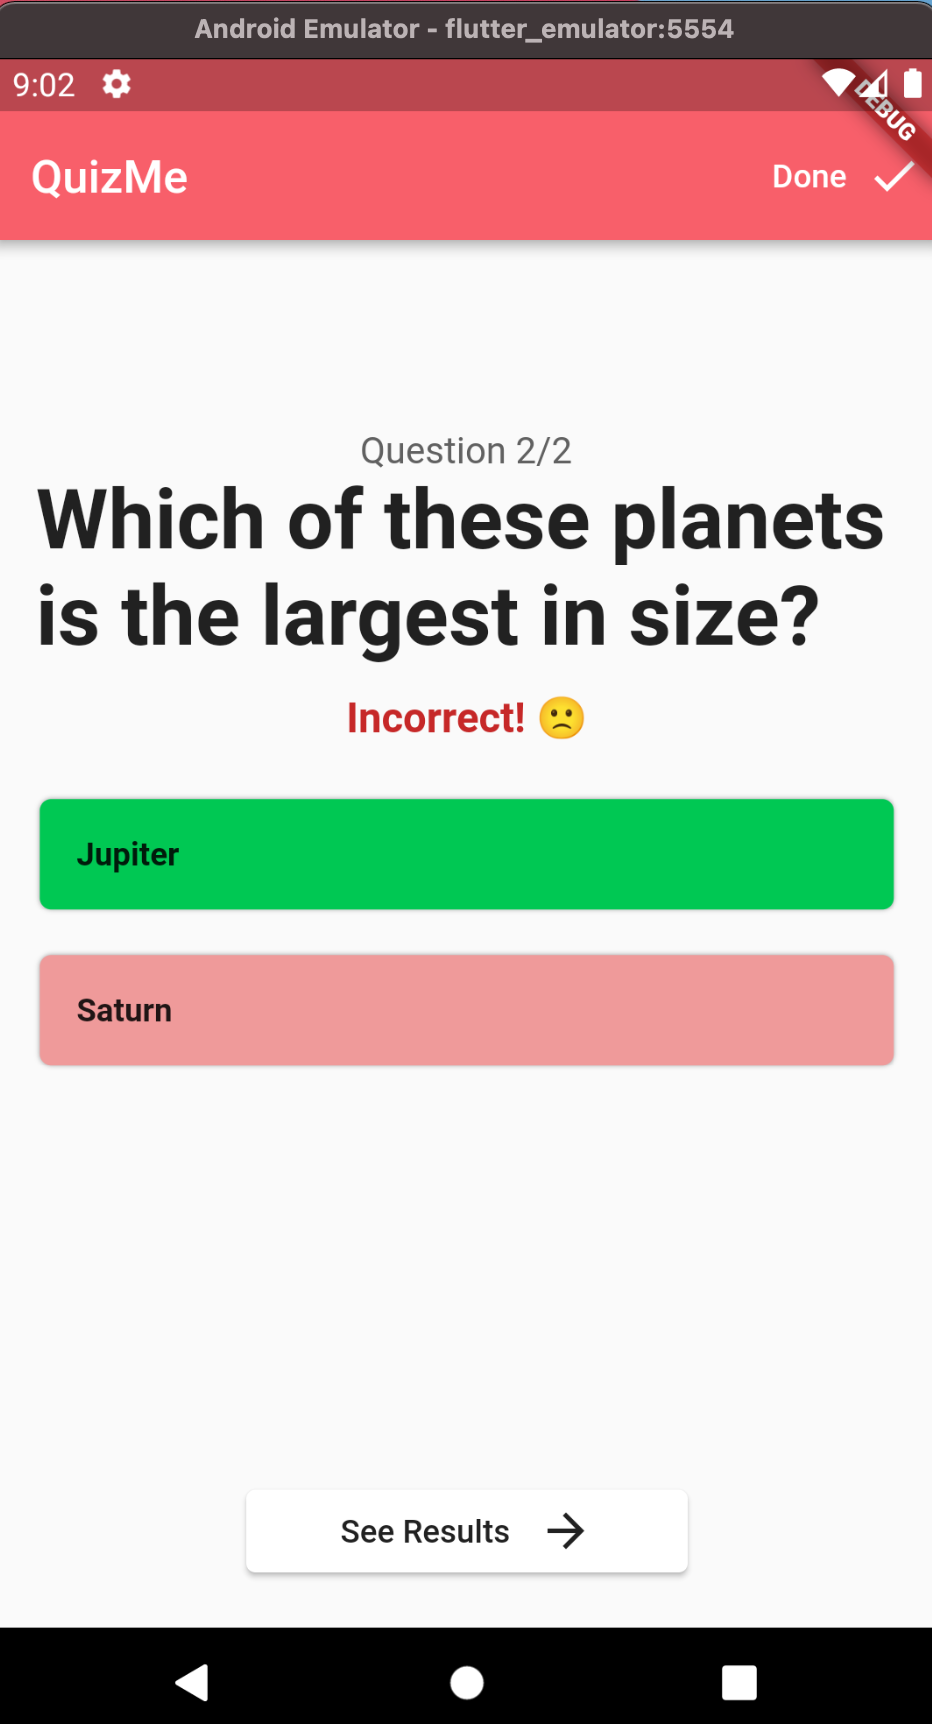 Android Emulator - flutter_emulator:5554
9:02
DEBUG
QuizMe
Done
Question 2/2
Which of these planets
is the largest in size?
Incorrect! 🙁
Jupiter
Saturn
See Results →